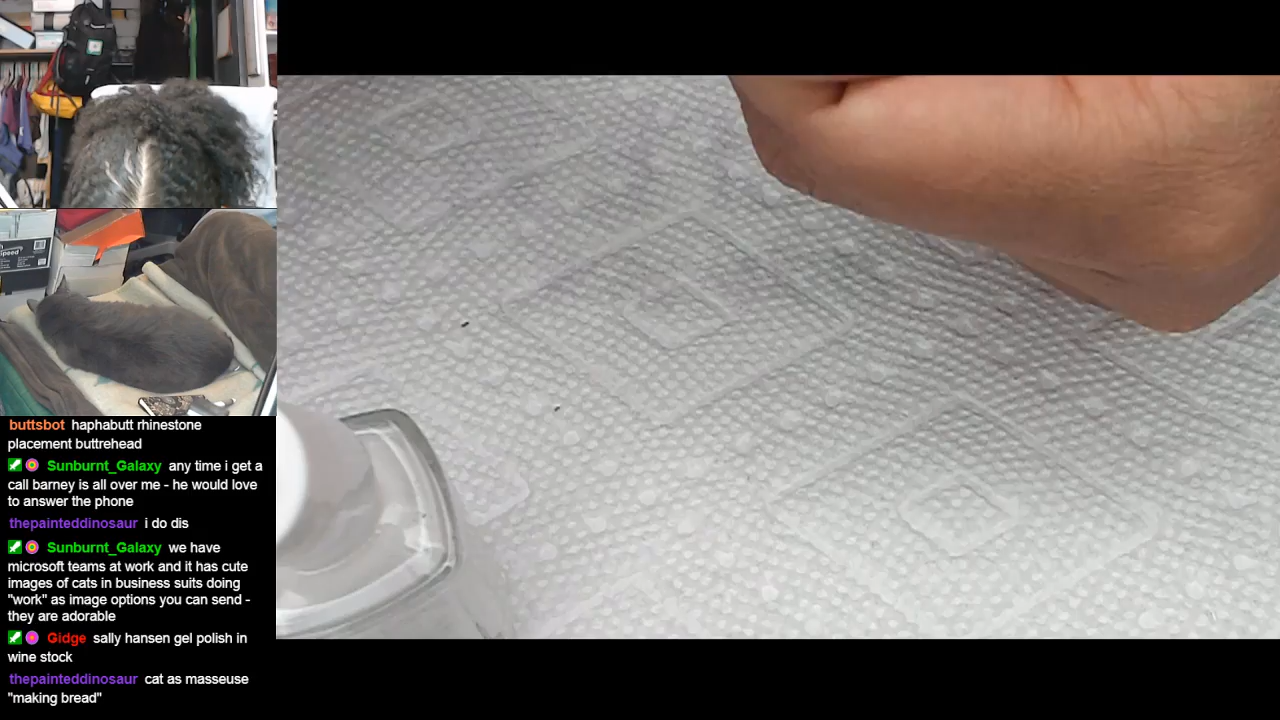 Speed
buttsbot haphabutt rhinestone
placement buttrehead
Sunburnt_Galaxy any time i get a
call barney is all over me - he would love
to answer the phone
thepainteddinosaur i do dis
Sunburnt_Galaxy we have
microsoft teams at work and it has cute
images of cats in business suits doing
"work" as image options you can send -
they are adorable
Gidge sally hansen gel polish in
wine stock
thepainteddinosaur cat as masseuse
"making bread"